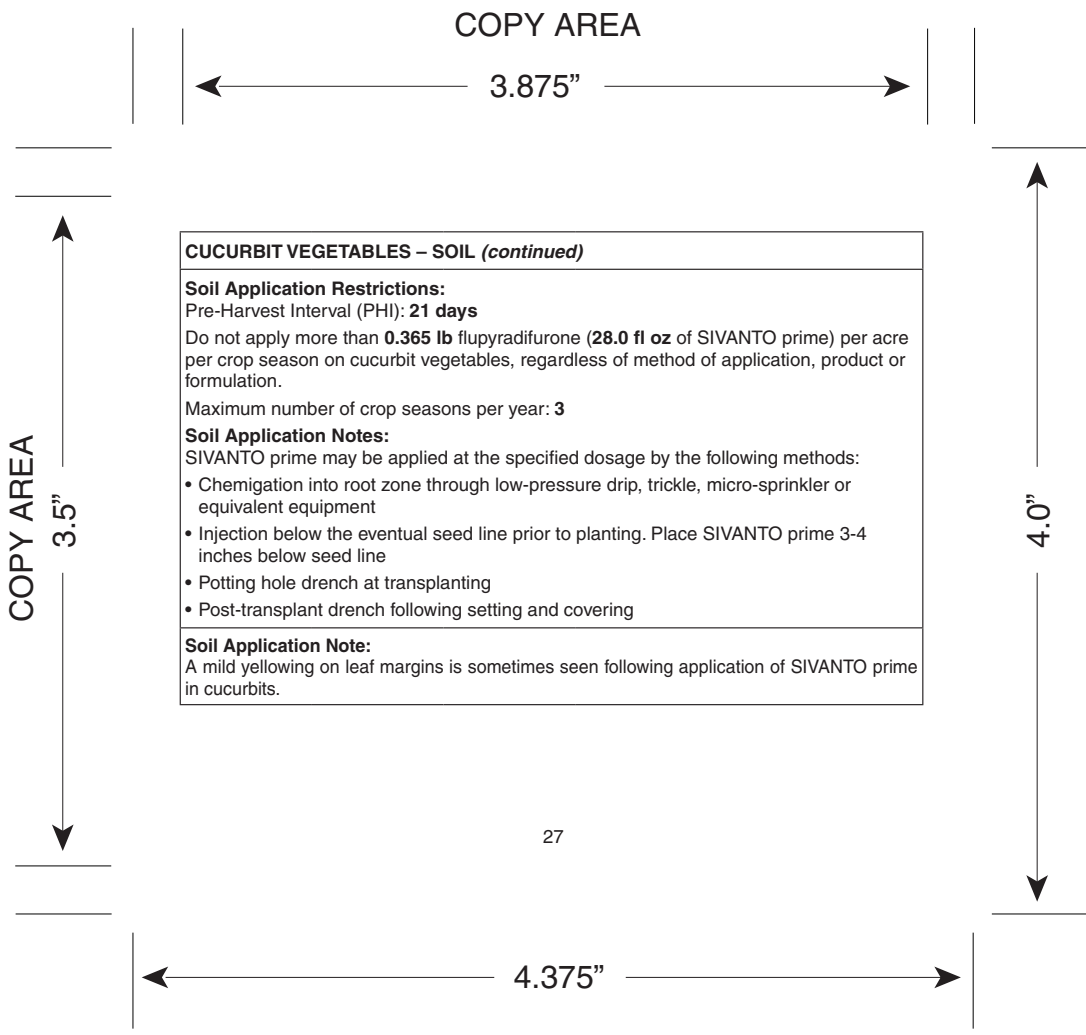 COPY AREA
3.875”
CUCURBIT VEGETABLES – SOIL (continued)
Soil Application Restrictions:
Pre-Harvest Interval (PHI): 21 days
Do not apply more than 0.365 lb flupyradifurone (28.0 fl oz of SIVANTO prime) per acre
per crop season on cucurbit vegetables, regardless of method of application, product or
formulation.
Maximum number of crop seasons per year: 3
Soil Application Notes:
SIVANTO prime may be applied at the specified dosage by the following methods:
• Chemigation into root zone through low-pressure drip, trickle, micro-sprinkler or
equivalent equipment
• Injection below the eventual seed line prior to planting. Place SIVANTO prime 3-4
inches below seed line
• Potting hole drench at transplanting
• Post-transplant drench following setting and covering
Soil Application Note:
A mild yellowing on leaf margins is sometimes seen following application of SIVANTO prime
in cucurbits.
COPY AREA
3.5”
4.0”
27
4.375”